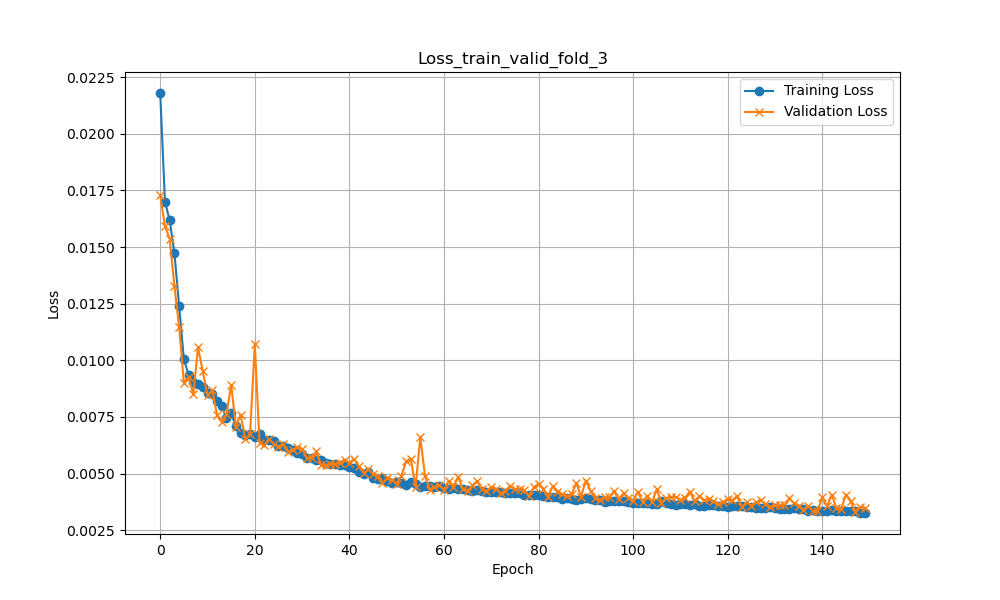 Loss_train_valid_fold_3
0.0225
0.0200
0.0175
0.0150
0.0125
0.0100
0.0075
0.0050
0.0025
Loss
Training Loss
Validation Loss
0 20 40 60 80 100 120 140
Epoch